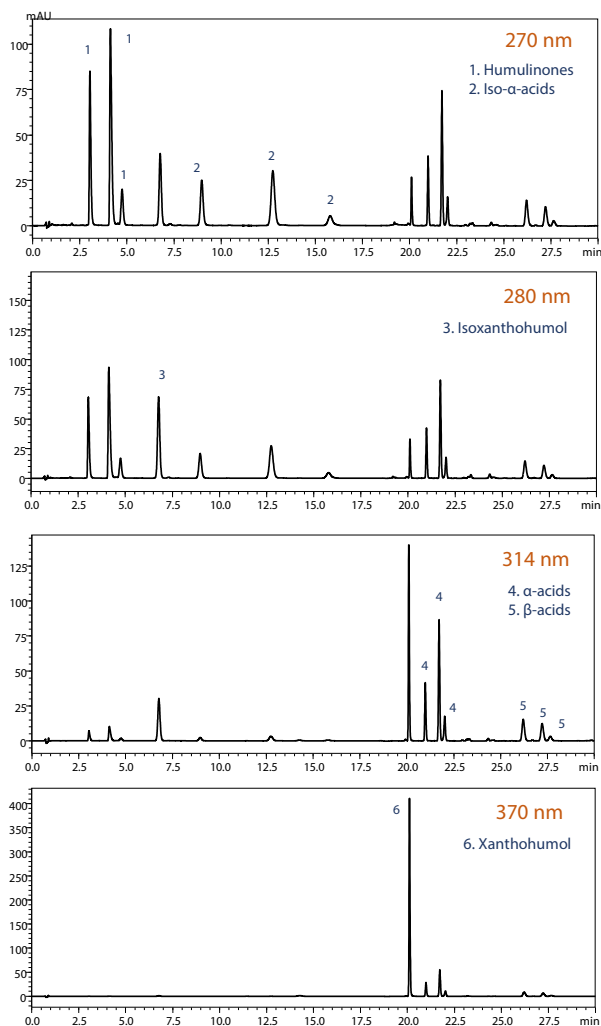 mAU
270 nm
1. Humulinones
2. Iso-α-acids
1
1
1
2
2
2
100
75
50
25
0
0.0 2.5 5.0 7.5 10.0 12.5 15.0 17.5 20.0 22.5 25.0 27.5 min
280 nm
3. Isoxanthohumol
3
150
125
100
75
50
25
0
0.0 2.5 5.0 7.5 10.0 12.5 15.0 17.5 20.0 22.5 25.0 27.5 min
314 nm
4. α-acids
5. β-acids
4
4
4
5
5
5
125
100
75
50
25
0
0.0 2.5 5.0 7.5 10.0 12.5 15.0 17.5 20.0 22.5 25.0 27.5 min
370 nm
6. Xanthohumol
6
400
350
300
250
200
150
100
50
0
0.0 2.5 5.0 7.5 10.0 12.5 15.0 17.5 20.0 22.5 25.0 27.5 min